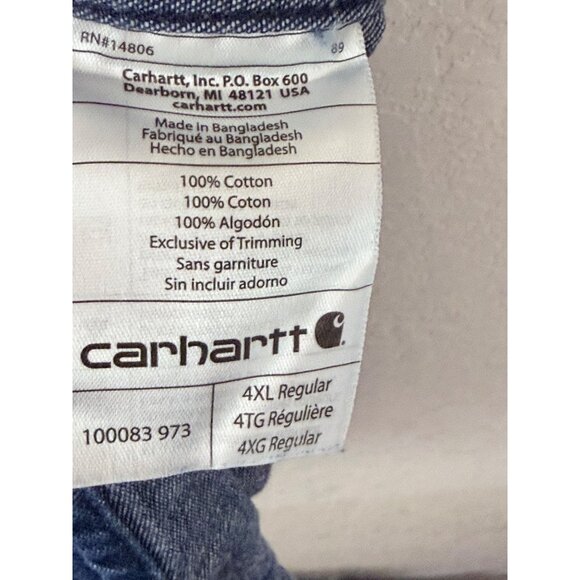 RN#14806 89
Carhartt, Inc. P.O. Box 600
Dearborn, MI 48121 USA
carhartt.com
Made in Bangladesh
Fabriqué au Bangladesh
Hecho en Bangladesh
100% Cotton
100% Coton
100% Algodón
Exclusive of Trimming
Sans garniture
Sin incluir adorno
carhartt
100083 973
4XL Regular
4TG Régulière
4XG Regular